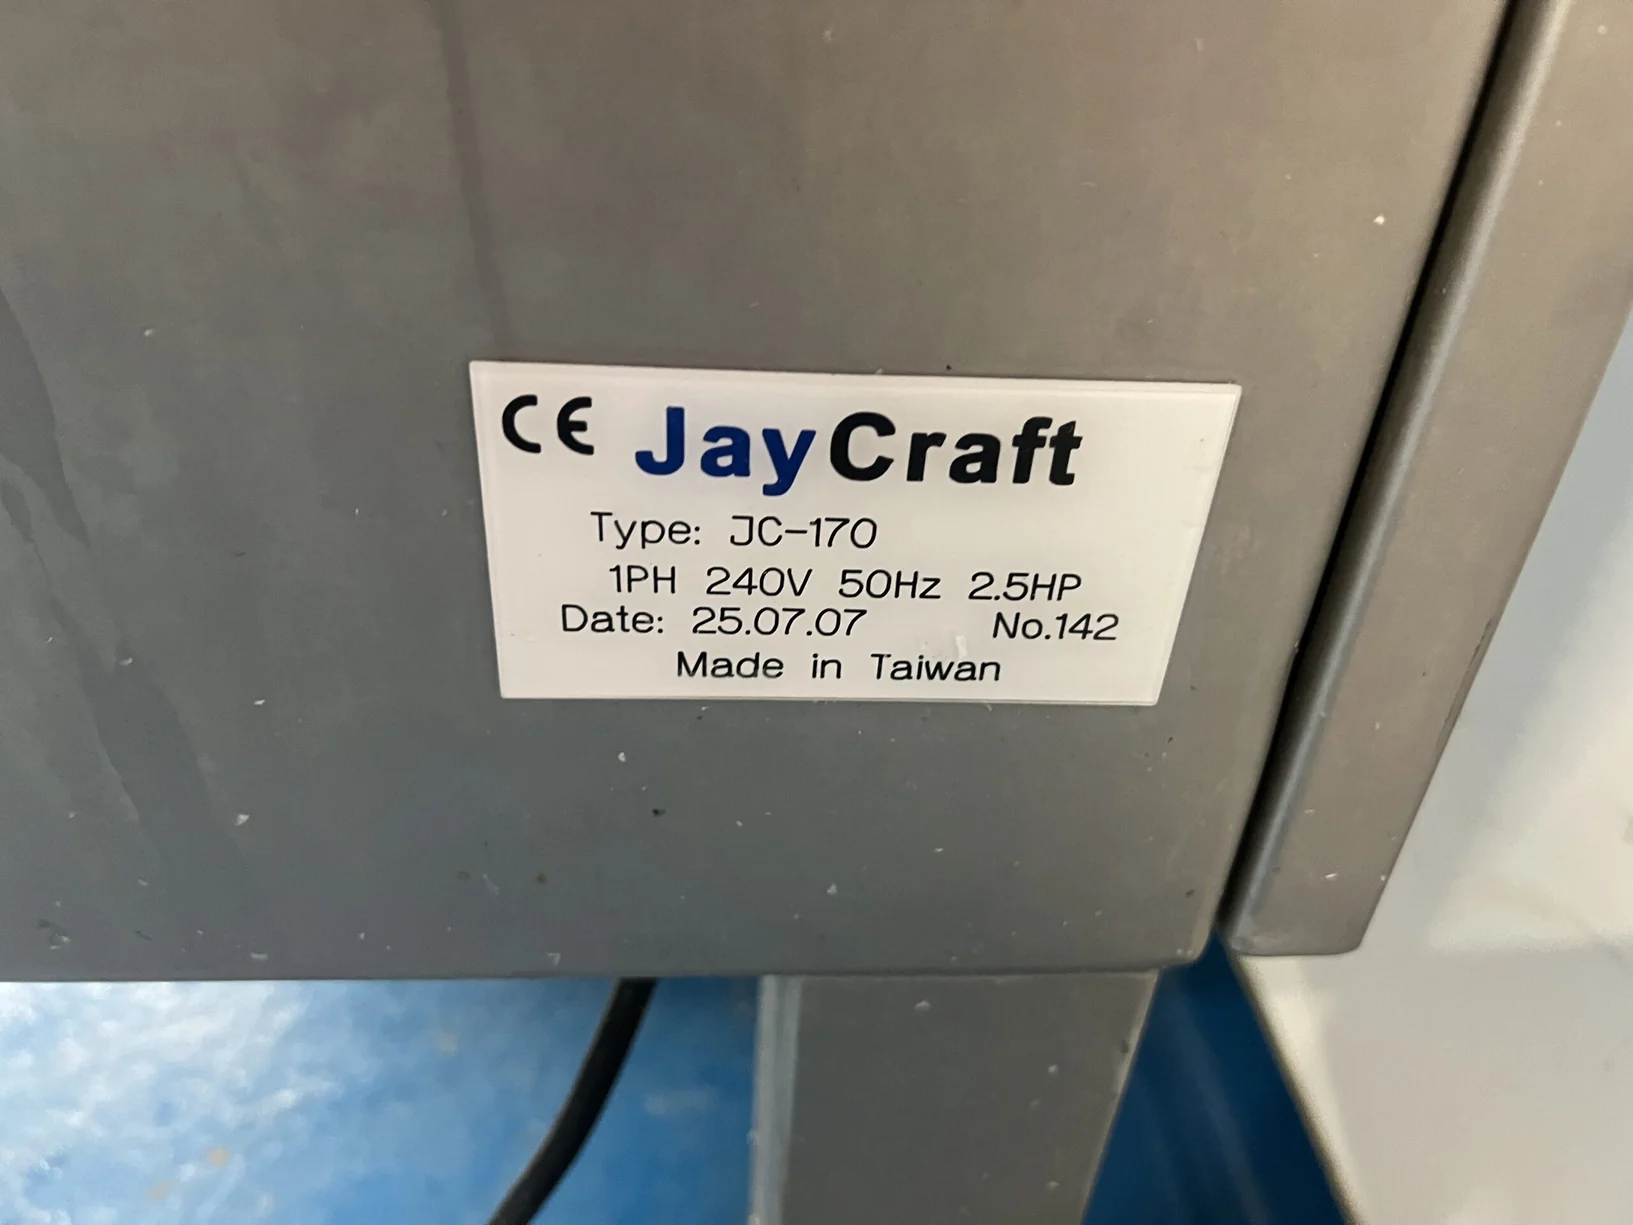 CE JayCraft
Type: JC-170
1PH 240V 50Hz 2.5HP
Date: 25.07.07 No.142
Made in Taiwan